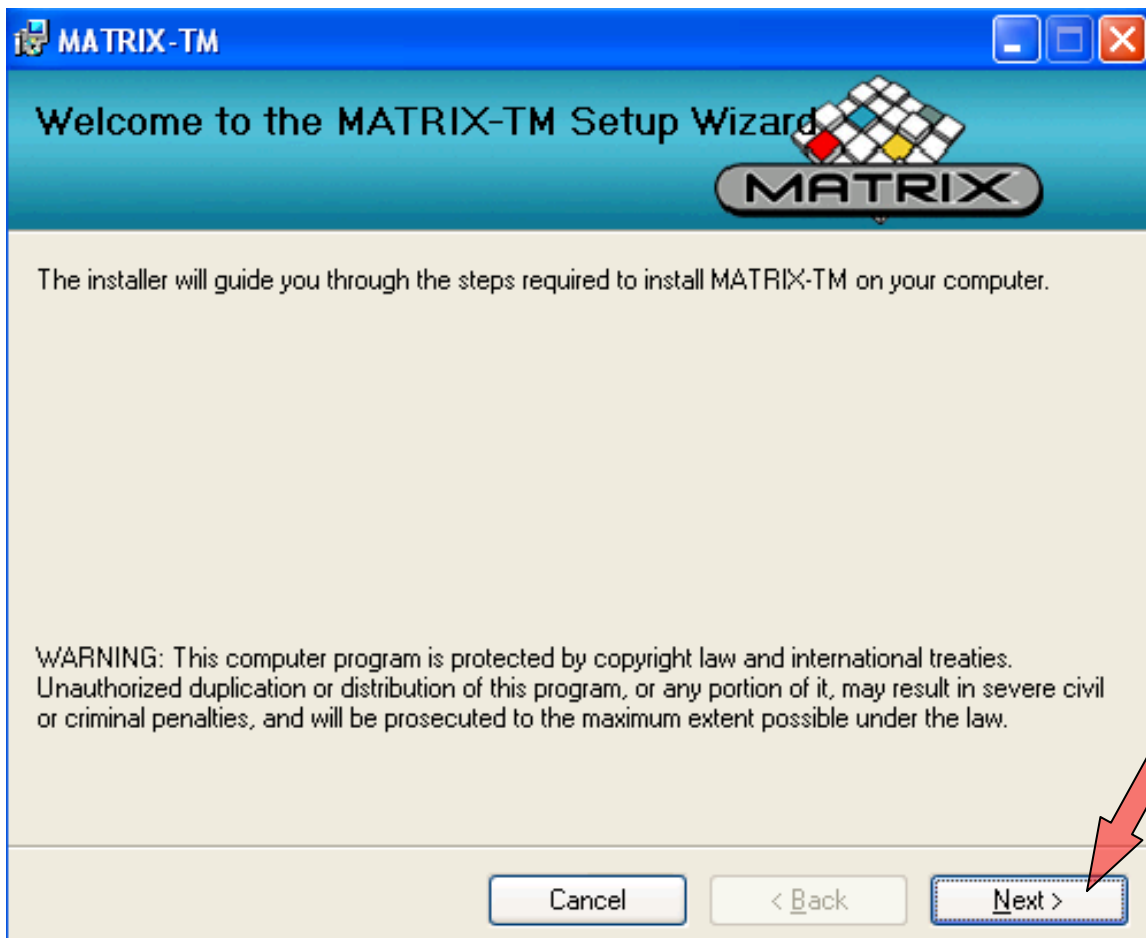 MATRIX-TM
Welcome to the MATRIX-TM Setup Wizard
MATRIX
The installer will guide you through the steps required to install MATRIX-TM on your computer.
WARNING: This computer program is protected by copyright law and international treaties.
Unauthorized duplication or distribution of this program, or any portion of it, may result in severe civil
or criminal penalties, and will be prosecuted to the maximum extent possible under the law.
Cancel
< Back
Next >